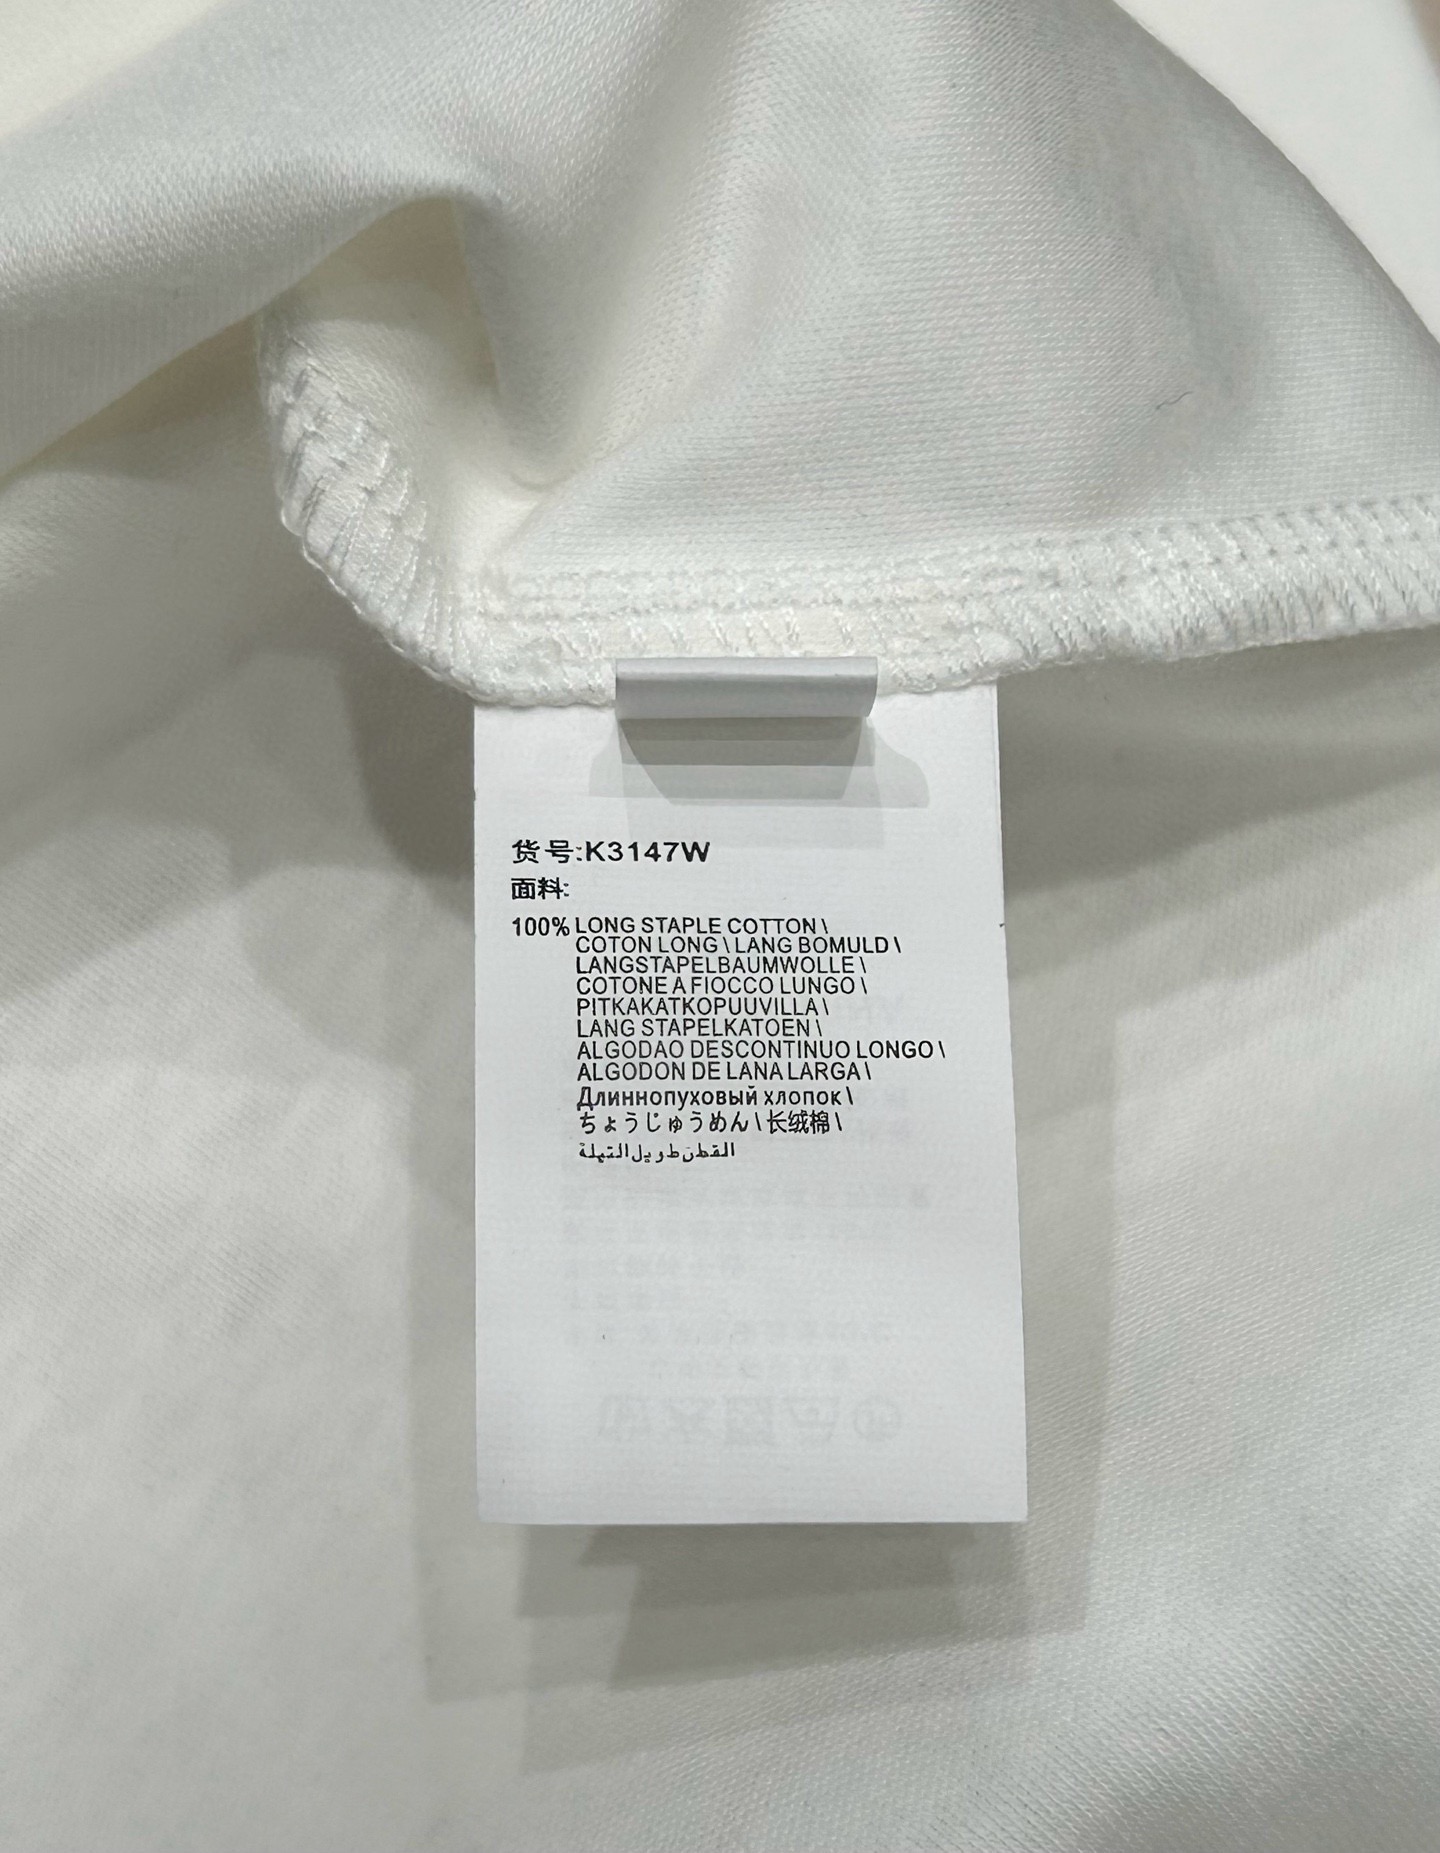 货号:K3147W
面料:
100% LONG STAPLE COTTON \
COTON LONG \ LANG BOMULD \
LANGSTAPELBAUMWOLLE \
COTONE A FIOCCO LUNGO \
PITKAKATKOPUUVILLA \
LANG STAPELKATOEN \
ALGODAO DESCONTINUO LONGO \
ALGODON DE LANA LARGA \
Длиннопуховый хлопок \
ちょうじゅうめん \ 长绒棉 \
القطن طويل التيلة